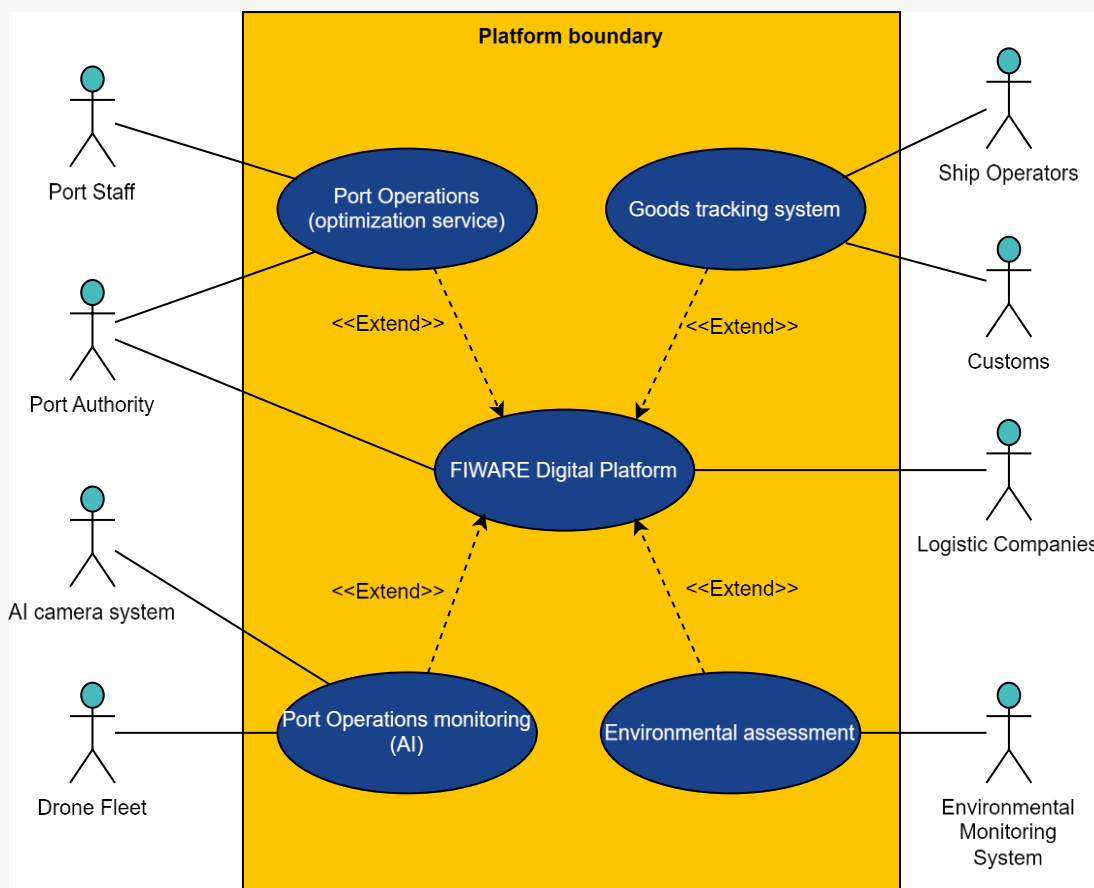 Platform boundary
Port Staff
Port Operations
(optimization service)
Goods tracking system
Ship Operators
<<Extend>>
<<Extend>>
Customs
Port Authority
FIWARE Digital Platform
Logistic Companies
AI camera system
<<Extend>>
<<Extend>>
Port Operations monitoring
(AI)
Environmental assessment
Drone Fleet
Environmental
Monitoring
System